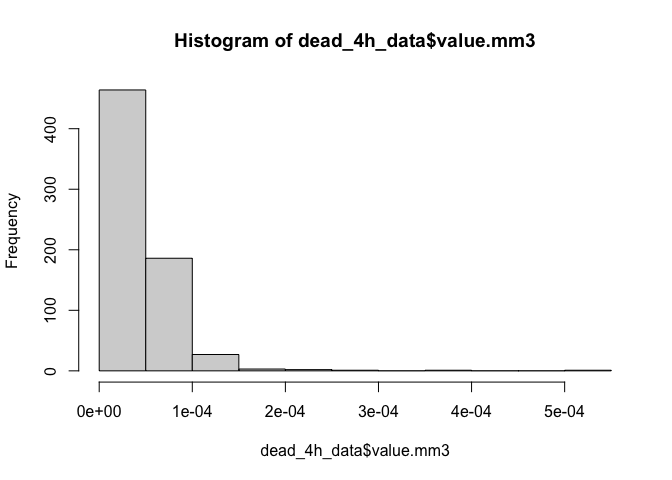 Histogram of dead_4h_data$value.mm3
Frequency
400
300
200
100
0
0e+00 1e-04 2e-04 3e-04 4e-04 5e-04
dead_4h_data$value.mm3